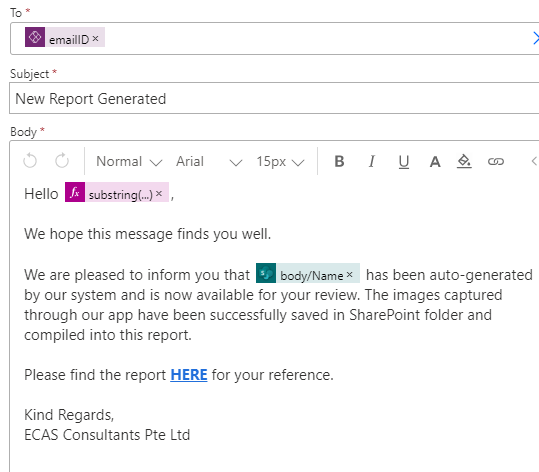 To *
emailID ×
Subject *
New Report Generated
Body *
Normal Arial 15px B I U A
Hello fx substring(...) × ,
We hope this message finds you well.
We are pleased to inform you that body/Name × has been auto-generated
by our system and is now available for your review. The images captured
through our app have been successfully saved in SharePoint folder and
compiled into this report.
Please find the report HERE for your reference.
Kind Regards,
ECAS Consultants Pte Ltd